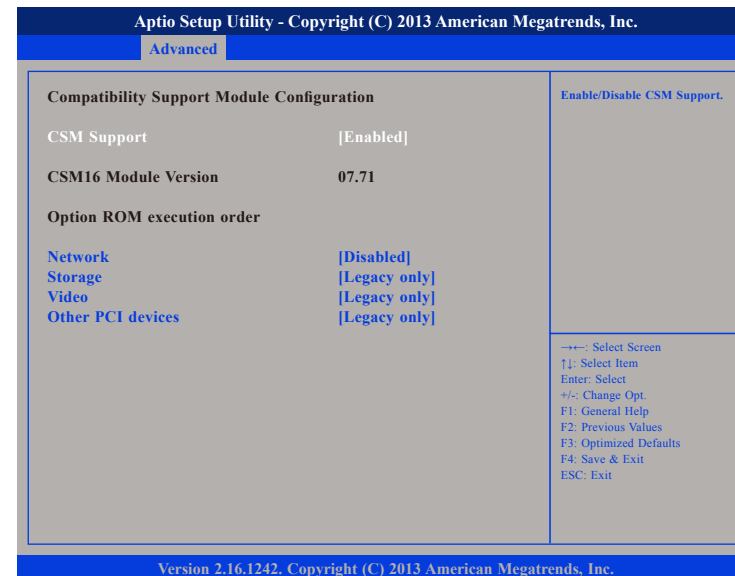 Aptio Setup Utility - Copyright (C) 2013 American Megatrends, Inc.
Advanced
Compatibility Support Module Configuration
CSM Support [Enabled]
CSM16 Module Version 07.71
Option ROM execution order
Network [Disabled]
Storage [Legacy only]
Video [Legacy only]
Other PCI devices [Legacy only]
Enable/Disable CSM Support.
→←: Select Screen
↑↓: Select Item
Enter: Select
+/-: Change Opt.
F1: General Help
F2: Previous Values
F3: Optimized Defaults
F4: Save & Exit
ESC: Exit
Version 2.16.1242. Copyright (C) 2013 American Megatrends, Inc.